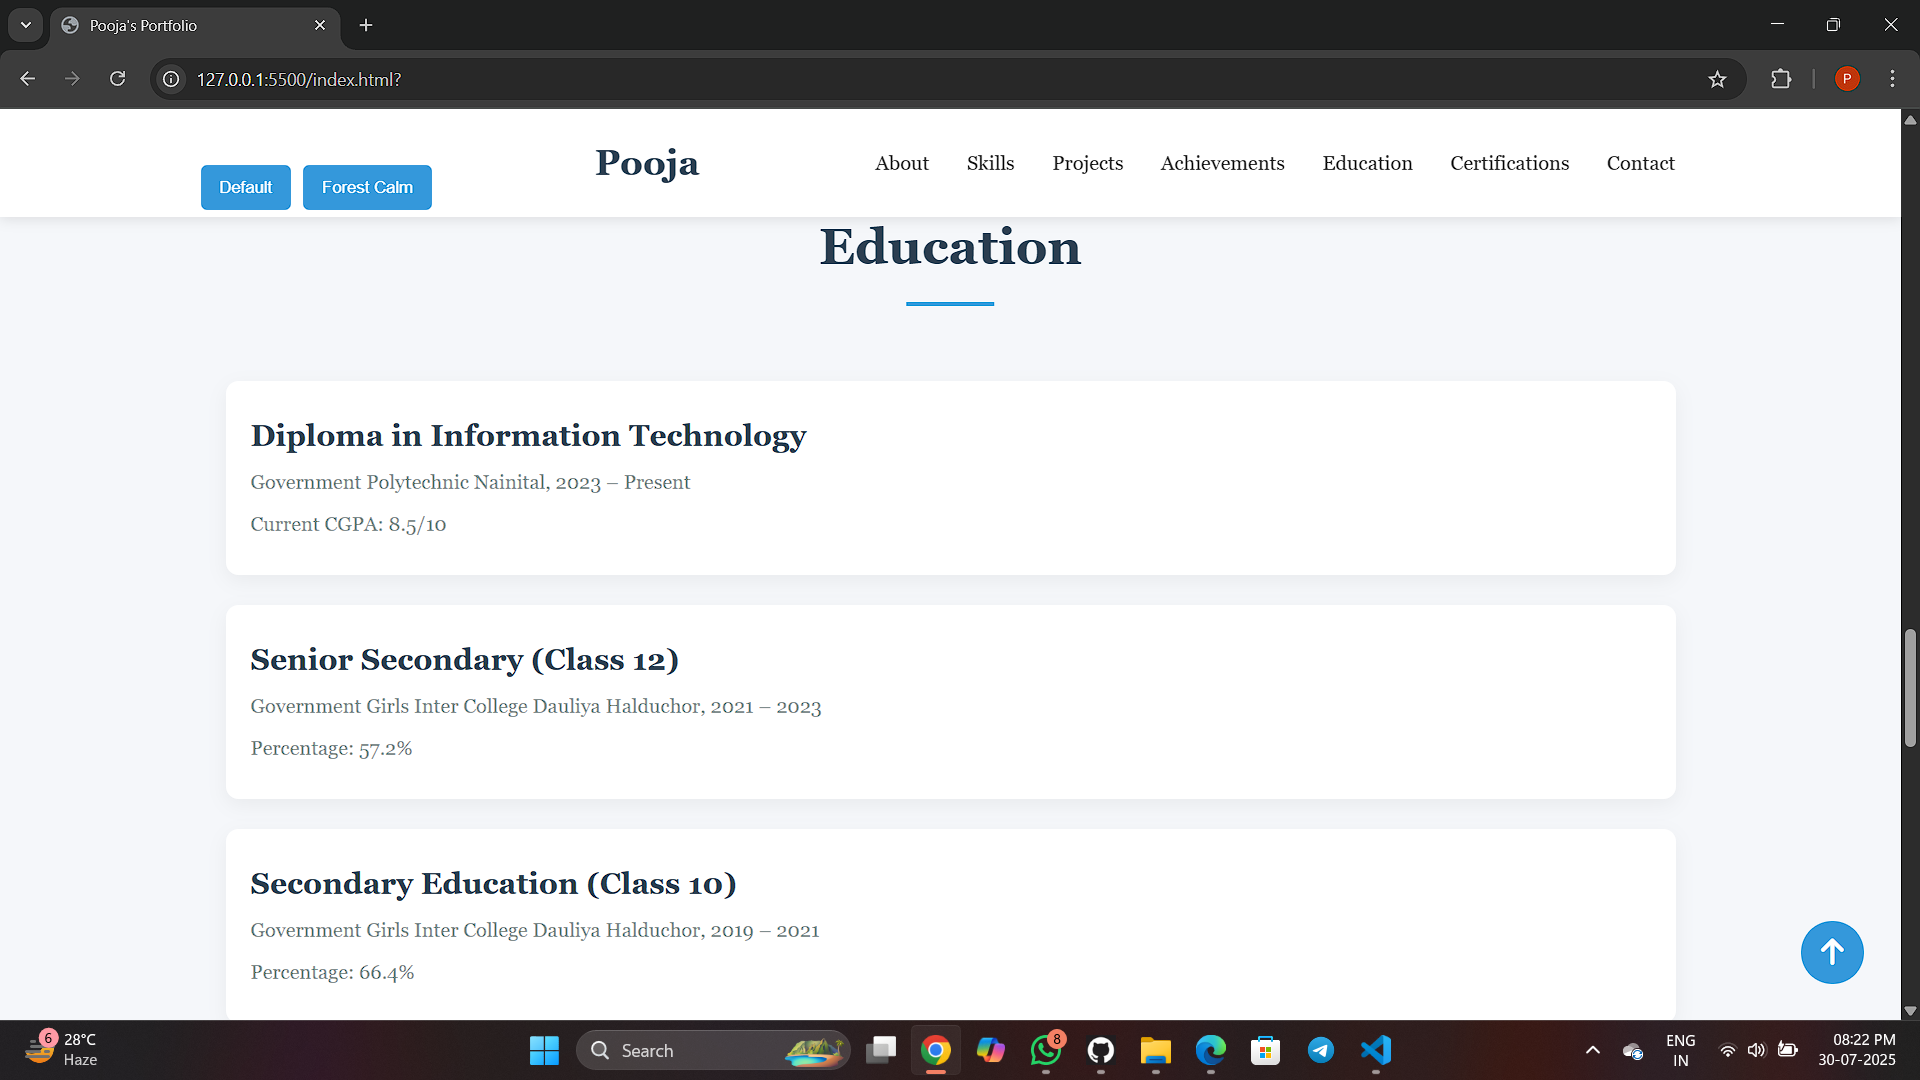 Pooja's Portfolio
127.0.0.1:5500/index.html?
P
Default
Forest Calm
Pooja
About
Skills
Projects
Achievements
Education
Certifications
Contact
Education
Diploma in Information Technology
Government Polytechnic Nainital, 2023 – Present
Current CGPA: 8.5/10
Senior Secondary (Class 12)
Government Girls Inter College Dauliya Halduchor, 2021 – 2023
Percentage: 57.2%
Secondary Education (Class 10)
Government Girls Inter College Dauliya Halduchor, 2019 – 2021
Percentage: 66.4%
6
28°C
Haze
Search
8
ENG
IN
08:22 PM
30-07-2025